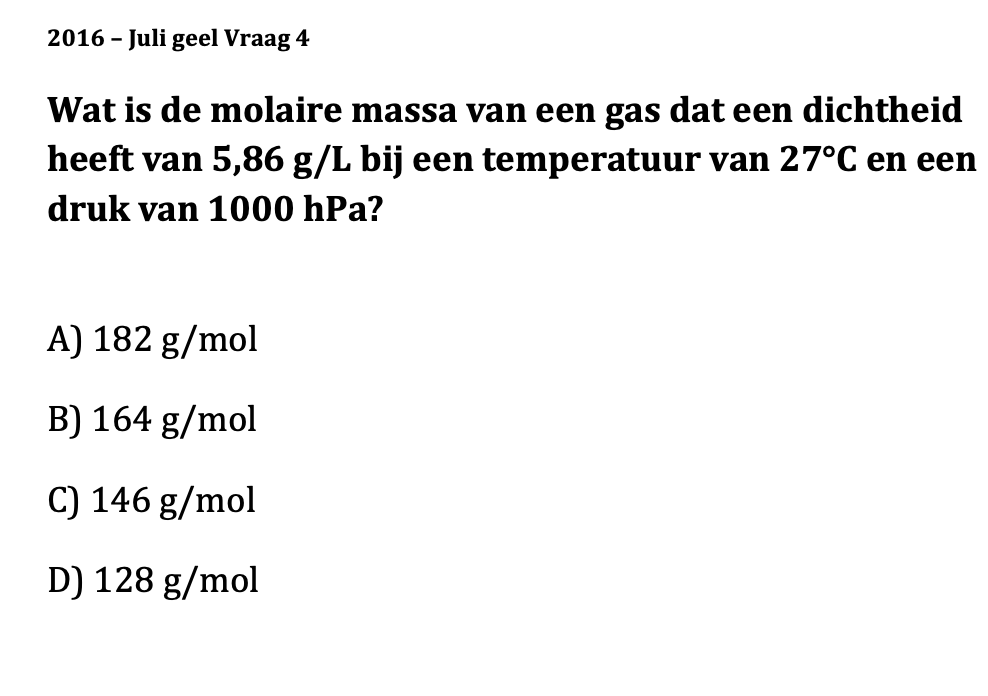 2016 – Juli geel Vraag 4
Wat is de molaire massa van een gas dat een dichtheid
heeft van 5,86 g/L bij een temperatuur van 27°C en een
druk van 1000 hPa?
A) 182 g/mol
B) 164 g/mol
C) 146 g/mol
D) 128 g/mol